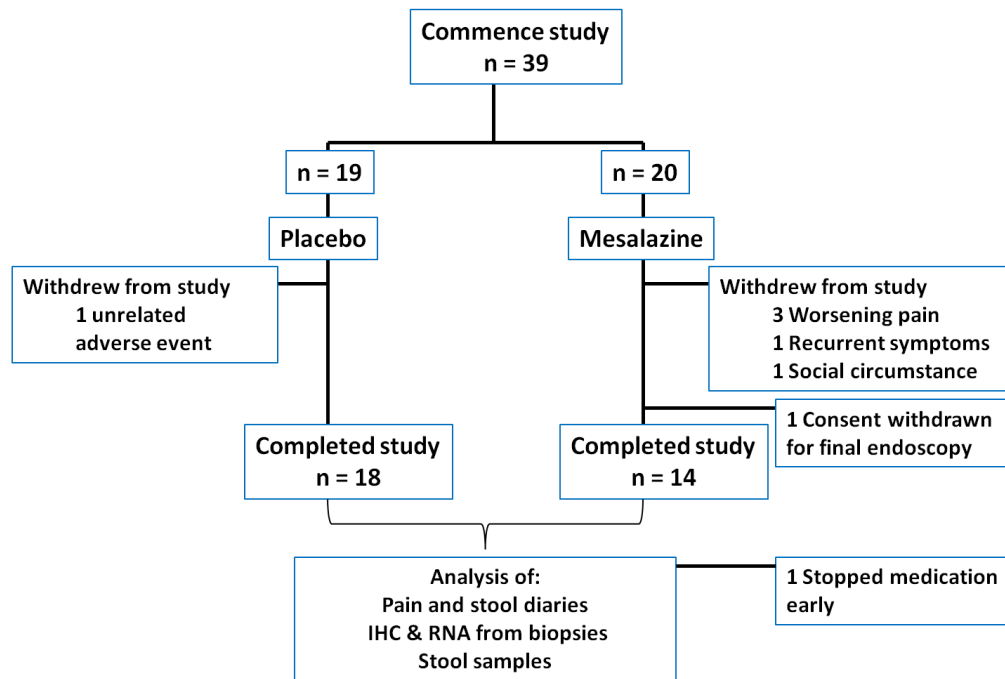 Commence study
n = 39
n = 19
n = 20
Placebo
Mesalazine
Withdrew from study
1 unrelated
adverse event
Withdrew from study
3 Worsening pain
1 Recurrent symptoms
1 Social circumstance
1 Consent withdrawn
for final endoscopy
Completed study
n = 18
Completed study
n = 14
Analysis of:
Pain and stool diaries
IHC & RNA from biopsies
Stool samples
1 Stopped medication
early